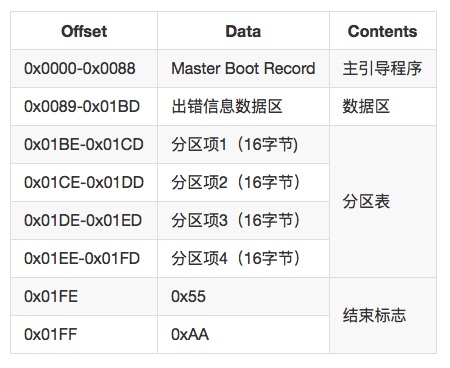 Offset Data Contents
0x0000-0x0088 Master Boot Record 主引导程序
0x0089-0x01BD 出错信息数据区 数据区
0x01BE-0x01CD 分区项1（16字节)
0x01CE-0x01DD 分区项2（16字节）
分区表
0x01DE-0x01ED 分区项3（16字节）
0x01EE-0x01FD 分区项4（16字节）
0x01FE 0x55
结束标志
0x01FF 0xAA